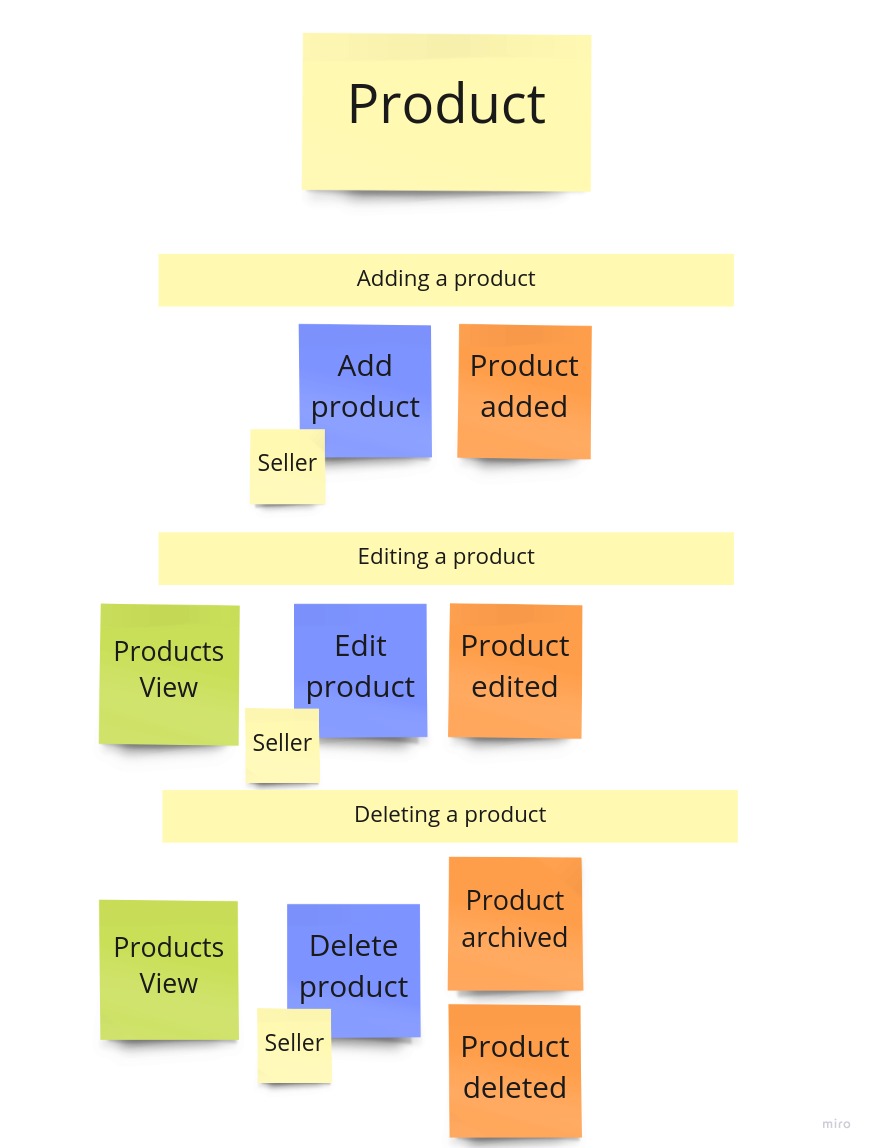 Product
Adding a product
Add
product
Product
added
Seller
Editing a product
Products
View
Edit
product
Product
edited
Seller
Deleting a product
Products
View
Delete
product
Product
archived
Seller
Product
deleted
miro